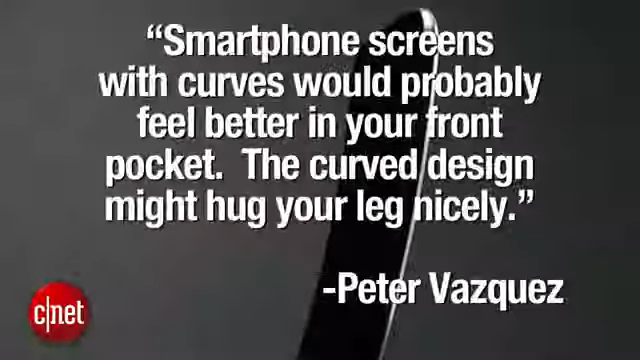 “Smartphone screens
with curves would probably
feel better in your front
pocket.  The curved design
might hug your leg nicely.”
-Peter Vazquez
c|net